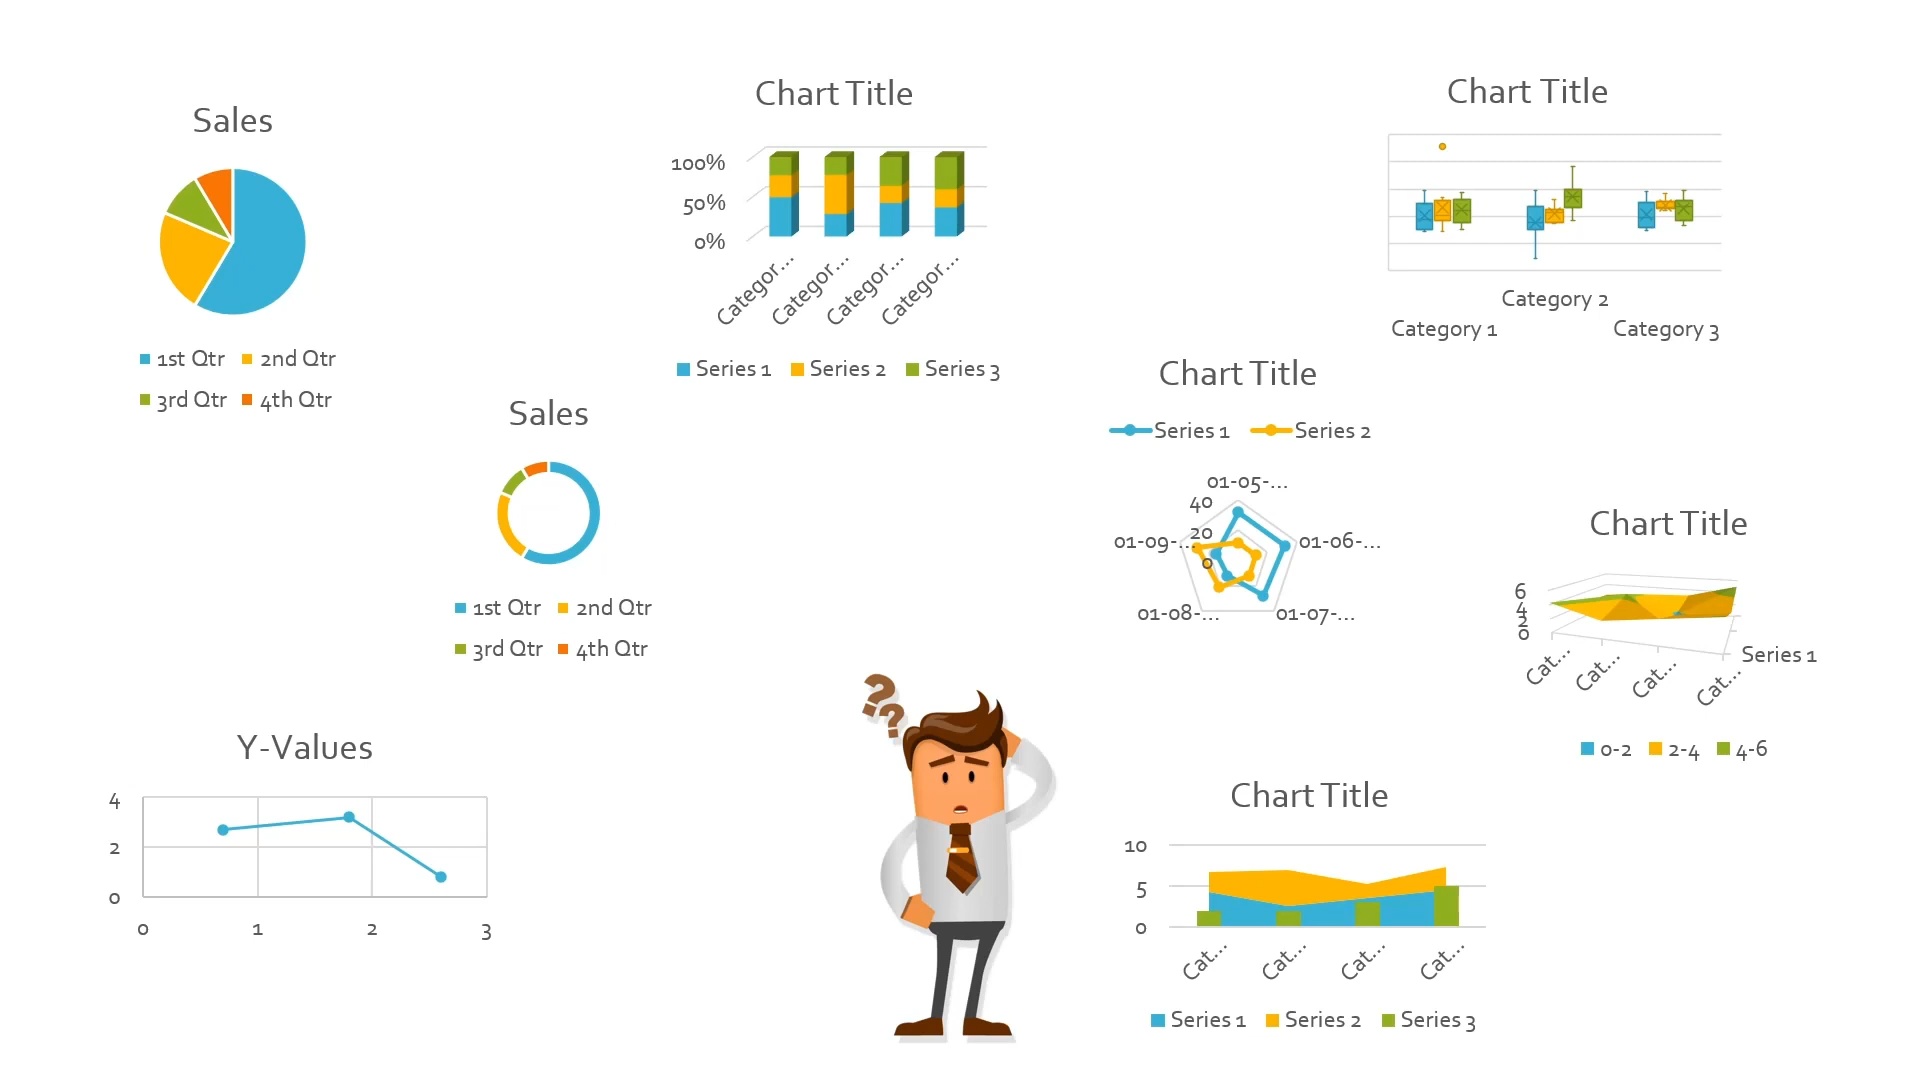 Sales
1st Qtr 2nd Qtr
3rd Qtr 4th Qtr
Chart Title
100%
50%
0%
Categor... Categor... Categor... Categor...
Series 1 Series 2 Series 3
Chart Title
Category 2
Category 1 Category 3
Sales
1st Qtr 2nd Qtr
3rd Qtr 4th Qtr
Chart Title
Series 1 Series 2
01-05-...
40
20
0
01-09-... 01-06-...
01-08-... 01-07-...
Chart Title
6
4
2
0
Cat... Cat... Cat... Cat...
Series 1
0-2 2-4 4-6
??
Y-Values
4
2
0
0 1 2 3
Chart Title
10
5
0
Cat... Cat... Cat... Cat...
Series 1 Series 2 Series 3